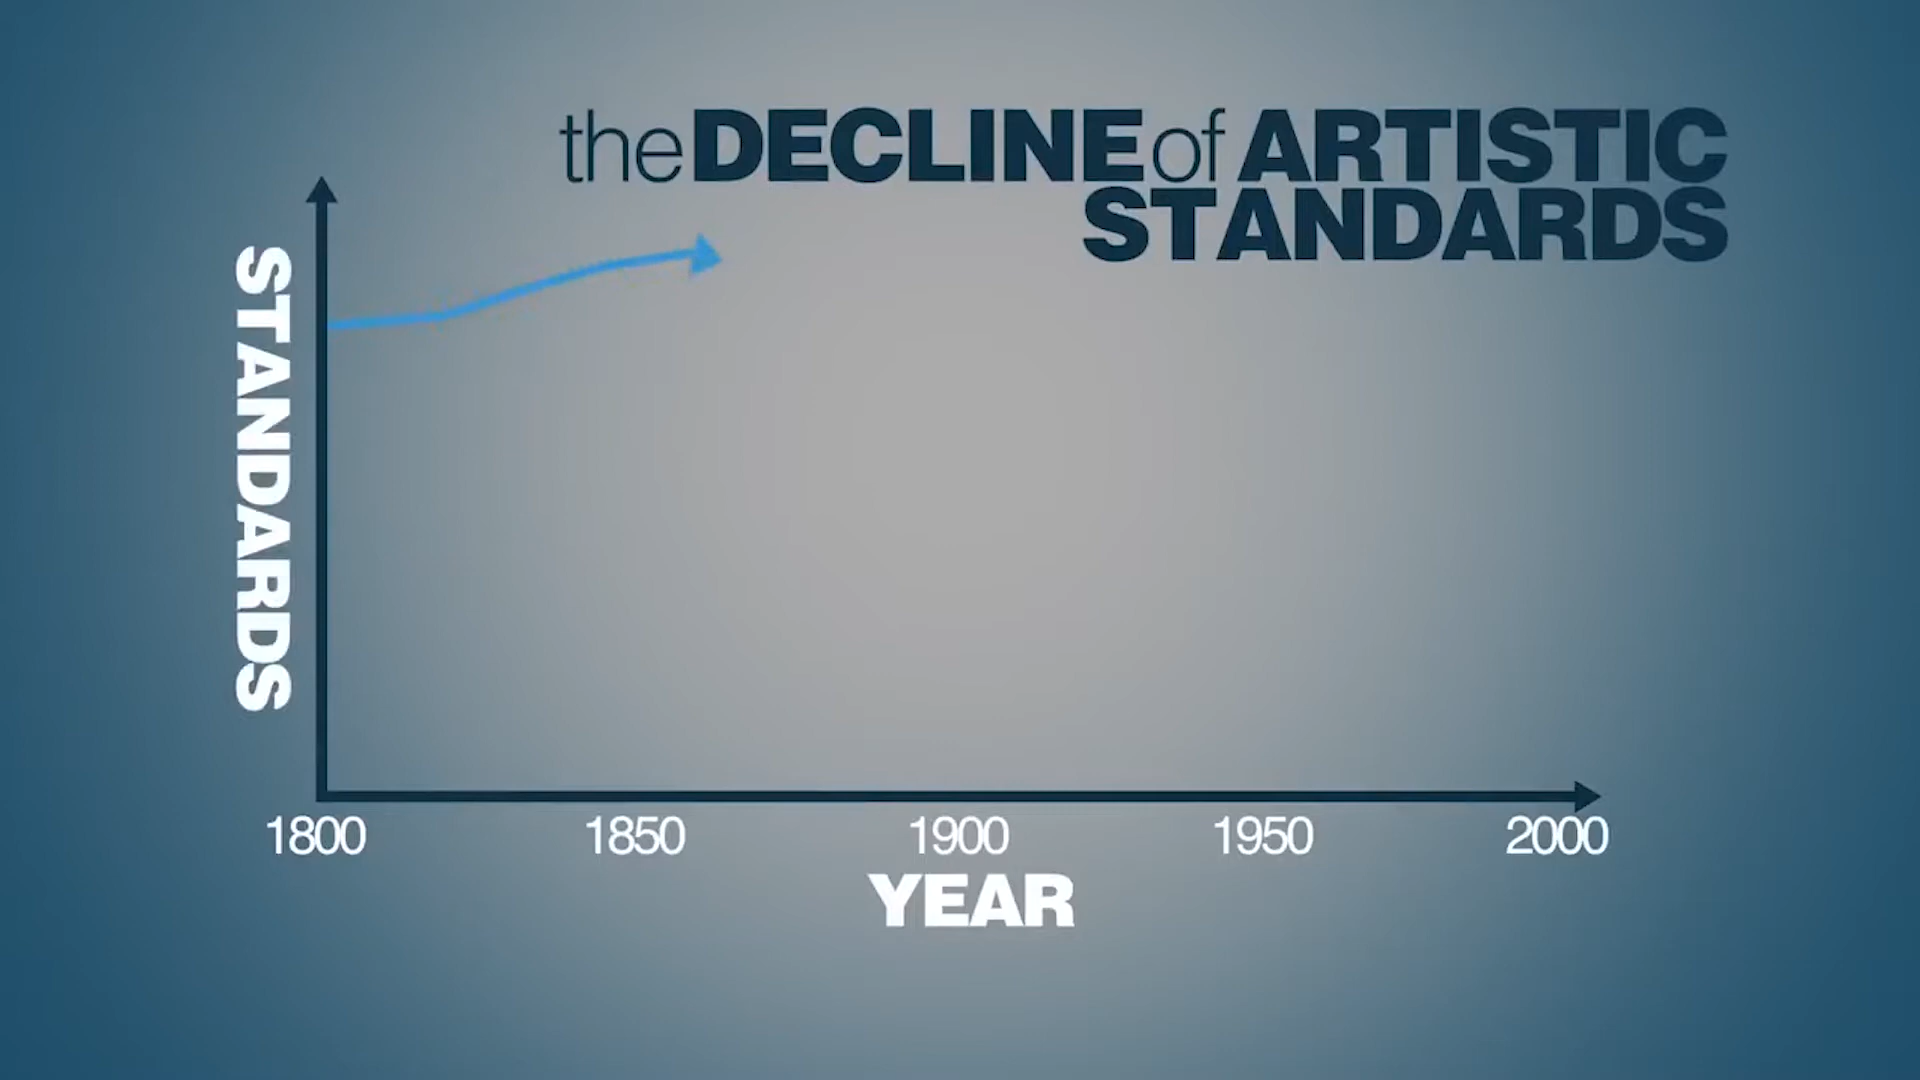 the DECLINE of ARTISTIC
STANDARDS
STANDARDS
1800 1850 1900 1950 2000
YEAR